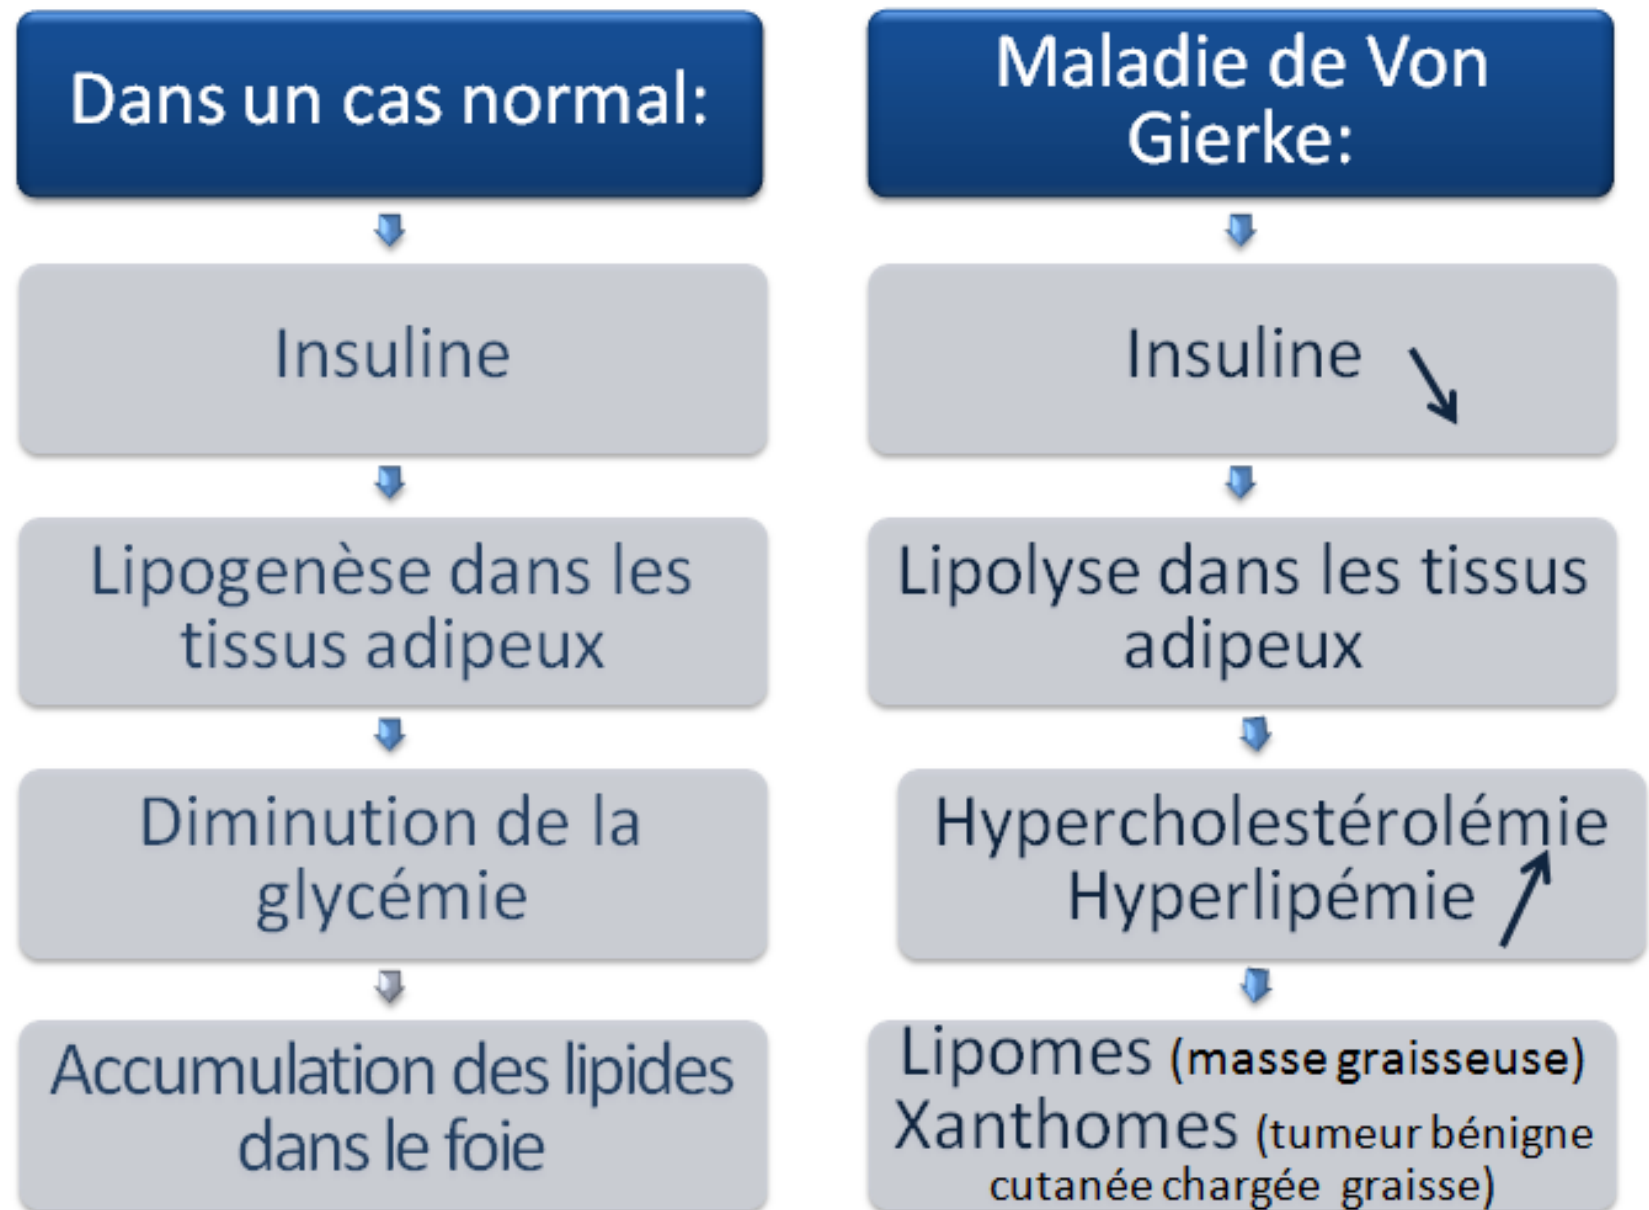 Dans un cas normal:
Insuline
Lipogenèse dans les
tissus adipeux
Diminution de la
glycémie
Accumulation des lipides
dans le foie
Maladie de Von
Gierke:
Insuline
Lipolyse dans les tissus
adipeux
Hypercholestérolémie
Hyperlipémie
Lipomes (masse graisseuse)
Xanthomes (tumeur bénigne
cutanée chargée graisse)